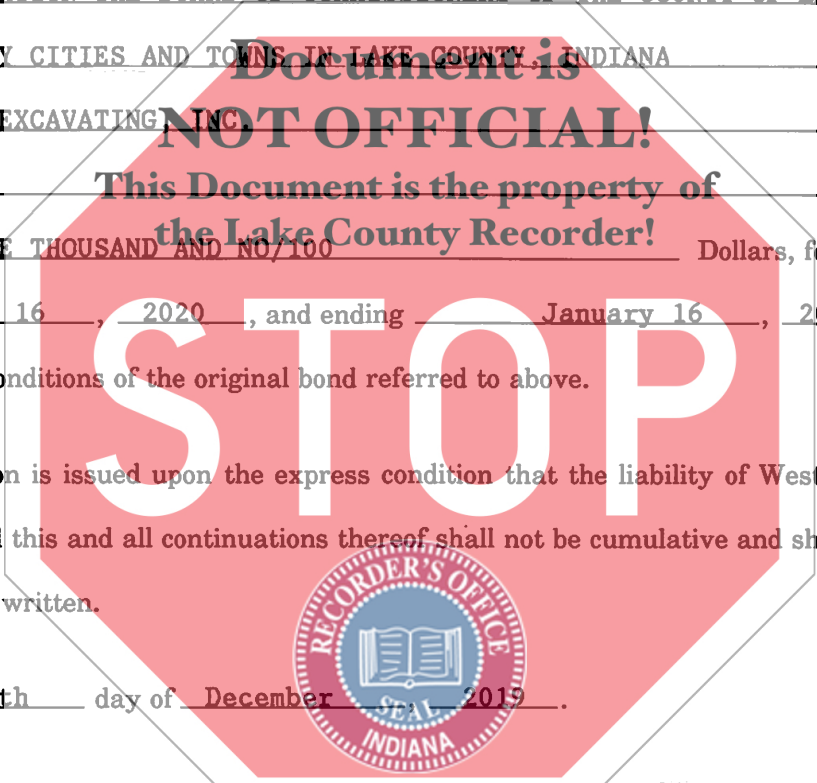 Y CITIES AND TOWNS IN LAKE COUNTY, INDIANA
Document is
EXCAVATING, INC.
NOT OFFICIAL!
This Document is the property of
the Lake County Recorder!
THOUSAND AND NO/100 Dollars,
16, 2020, and ending January 16,
onditions of the original bond referred to above.
STOP
n is issued upon the express condition that the liability of West
this and all continuations thereof shall not be cumulative and sh
written.
RECORDER'S OFFICE
SEAL
INDIANA
th day of December, 2019.